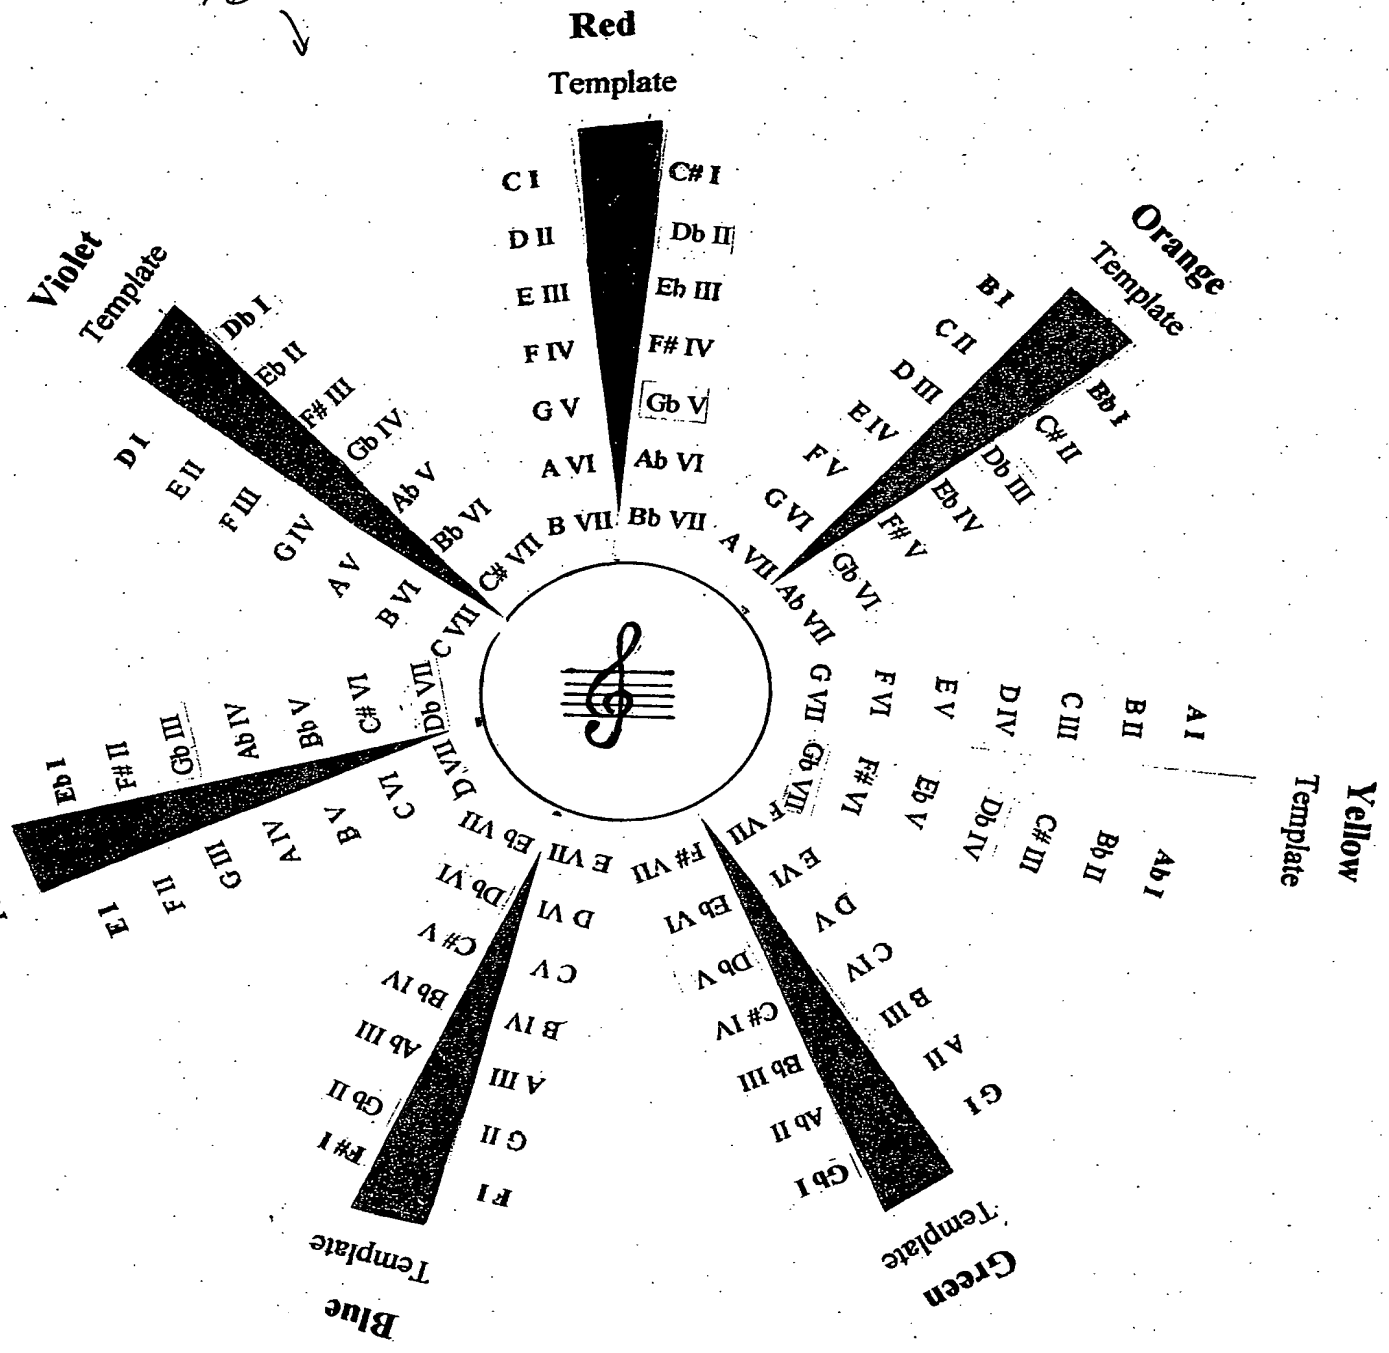 Red
Template
C I
D II
E III
F IV
G V
A VI
B VII
C# I
Db II
Eb III
F# IV
Gb V
Ab VI
Bb VII
Orange
Template
B I
C II
D III
E IV
F V
G VI
A VII
Bb I
C# II
Db III
Eb IV
F# V
Gb VI
Ab VII
Yellow
Template
A I
B II
C III
D IV
E V
F VI
G VII
Ab I
Bb II
C# III
Db IV
Eb V
F# VI
Gb VII
Green
Template
G I
A II
B III
C IV
D V
E VI
F VII
Gb I
Ab II
Bb III
C# IV
Db V
Eb VI
F# VII
Blue
Template
F I
G II
A III
B IV
C V
D VI
E VII
F# I
Gb II
Ab III
Bb IV
C# V
Db VI
Eb VII
E I
F II
G III
A IV
B V
C VI
D VII
Eb I
F# II
Gb III
Ab IV
Bb V
C# VI
Db VII
Violet
Template
D I
E II
F III
G IV
A V
B VI
C VII
Db I
Eb II
F# III
Gb IV
Ab V
Bb VI
C# VII